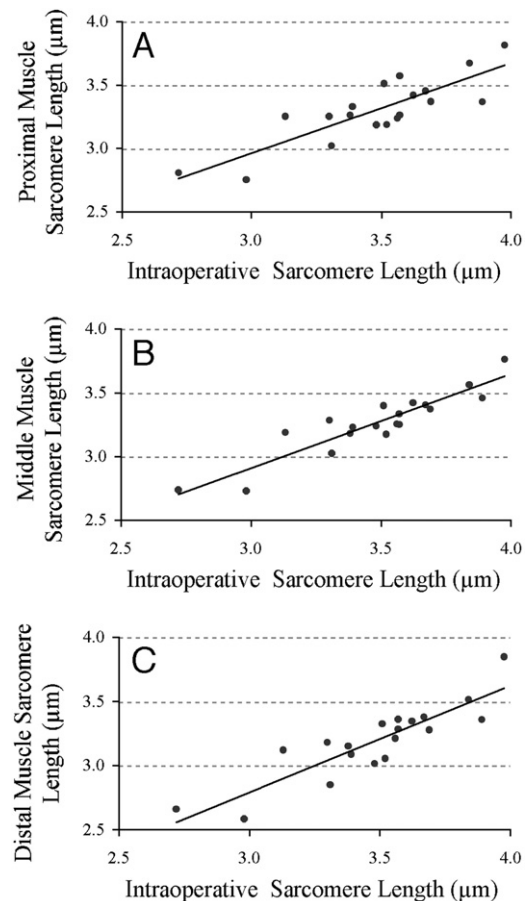 A
Proximal Muscle
Sarcomere Length (μm)
4.0
3.5
3.0
2.5
2.5 3.0 3.5 4.0
Intraoperative Sarcomere Length (μm)
B
Middle Muscle
Sarcomere Length (μm)
4.0
3.5
3.0
2.5
2.5 3.0 3.5 4.0
Intraoperative Sarcomere Length (μm)
C
Distal Muscle Sarcomere
Length (μm)
4.0
3.5
3.0
2.5
2.5 3.0 3.5 4.0
Intraoperative Sarcomere Length (μm)